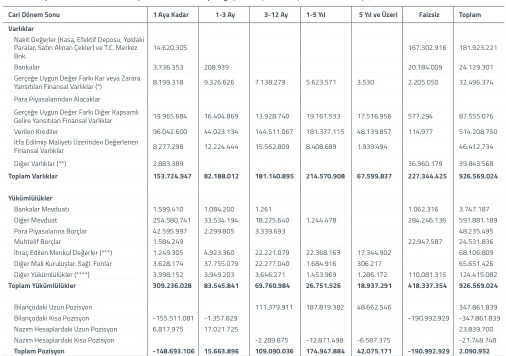 Cari Dönem Sonu 1 Aya Kadar 1-3 Ay 3-12 Ay 1-5 Yıl 5 Yıl ve Üzeri Faizsiz Toplam
Varlıklar
Nakit Değerler (Kasa, Efektif Deposu, Yoldaki
Paralar, Satın Alınan Çekler) ve T.C. Merkez 14.620.305 167.302.916 181.923.221
Bnk.
Bankalar 3.736.353 208.939 20.184.009 24.129.301
Gerçeğe Uygun Değer Farkı Kar veya Zarara
Yansıtılan Finansal Varlıklar (*) 8.199.318 9.326.626 7.138.279 5.623.571 3.530 2.205.050 32.496.374
Para Piyasalarından Alacaklar
Gerçeğe Uygun Değer Farkı Diğer Kapsamlı
Gelire Yansıtılan Finansal Varlıklar 19.965.684 16.404.869 13.928.740 19.161.533 17.516.956 577.294 87.555.076
Verilen Krediler 96.042.600 44.023.134 144.511.067 181.377.115 48.139.857 114.977 514.208.750
İtfa Edilmiş Maliyeti Üzerinden Değerlenen
Finansal Varlıklar 8.277.298 12.224.444 15.562.809 8.408.689 1.939.494 46.412.734
Diğer Varlıklar (**) 2.883.389 36.960.179 39.843.568
Toplam Varlıklar 153.724.947 82.188.012 181.140.895 214.570.908 67.599.837 227.344.425 926.569.024
Yükümlülükler
Bankalar Mevduatı 1.599.410 1.084.200 1.261 1.062.316 3.747.187
Diğer Mevduat 254.580.741 33.534.194 18.275.640 1.244.478 284.246.136 591.881.189
Para Piyasalarına Borçlar 42.595.997 2.299.805 3.339.693 48.235.495
Muhtelif Borçlar 1.584.249 22.947.587 24.531.836
İhraç Edilen Menkul Değerler (***) 1.249.305 4.923.360 22.221.079 22.368.163 17.344.902 68.106.809
Diğer Mali Kuruluşlar. Sağl. Fonlar 3.628.174 37.755.079 22.277.040 1.684.916 306.217 65.651.426
Diğer Yükümlülükler (****) 3.998.152 3.949.203 3.646.271 1.453.969 1.286.172 110.081.315 124.415.082
Toplam Yükümlülükler 309.236.028 83.545.841 69.760.984 26.751.526 18.937.291 418.337.354 926.569.024
Bilançodaki Uzun Pozisyon 111.379.911 187.819.382 48.662.546 347.861.839
Bilançodaki Kısa Pozisyon -155.511.081 -1.357.829 -190.992.929 -347.861.839
Nazım Hesaplardaki Uzun Pozisyon 6.817.975 17.021.725 23.839.700
Nazım Hesaplardaki Kısa Pozisyon -2.289.875 -12.871.498 -6.587.375 -21.748.748
Toplam Pozisyon -148.693.106 15.663.896 109.090.036 174.947.884 42.075.171 -190.992.929 2.090.952